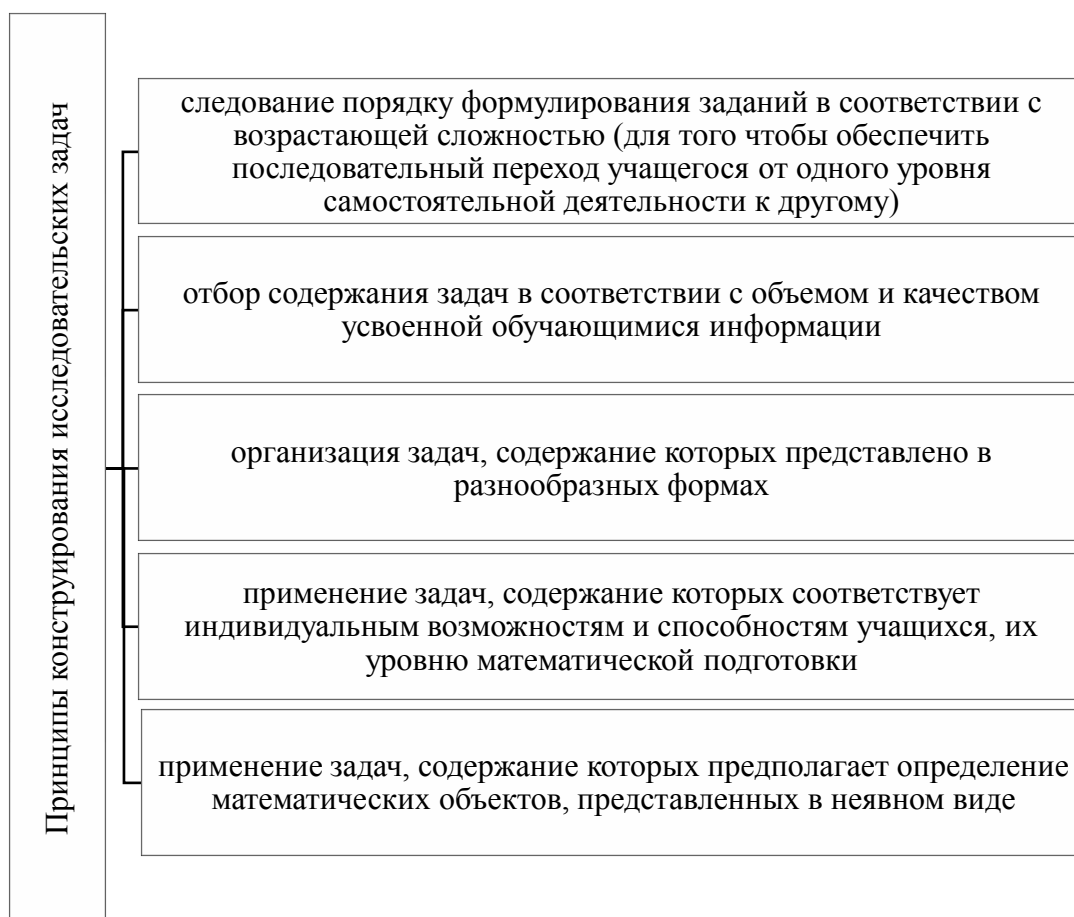 Принципы конструирования исследовательских задач
следование порядку формулирования заданий в соответствии с
возрастающей сложностью (для того чтобы обеспечить
последовательный переход учащегося от одного уровня
самостоятельной деятельности к другому)
отбор содержания задач в соответствии с объемом и качеством
усвоенной обучающимися информации
организация задач, содержание которых представлено в
разнообразных формах
применение задач, содержание которых соответствует
индивидуальным возможностям и способностям учащихся, их
уровню математической подготовки
применение задач, содержание которых предполагает определение
математических объектов, представленных в неявном виде